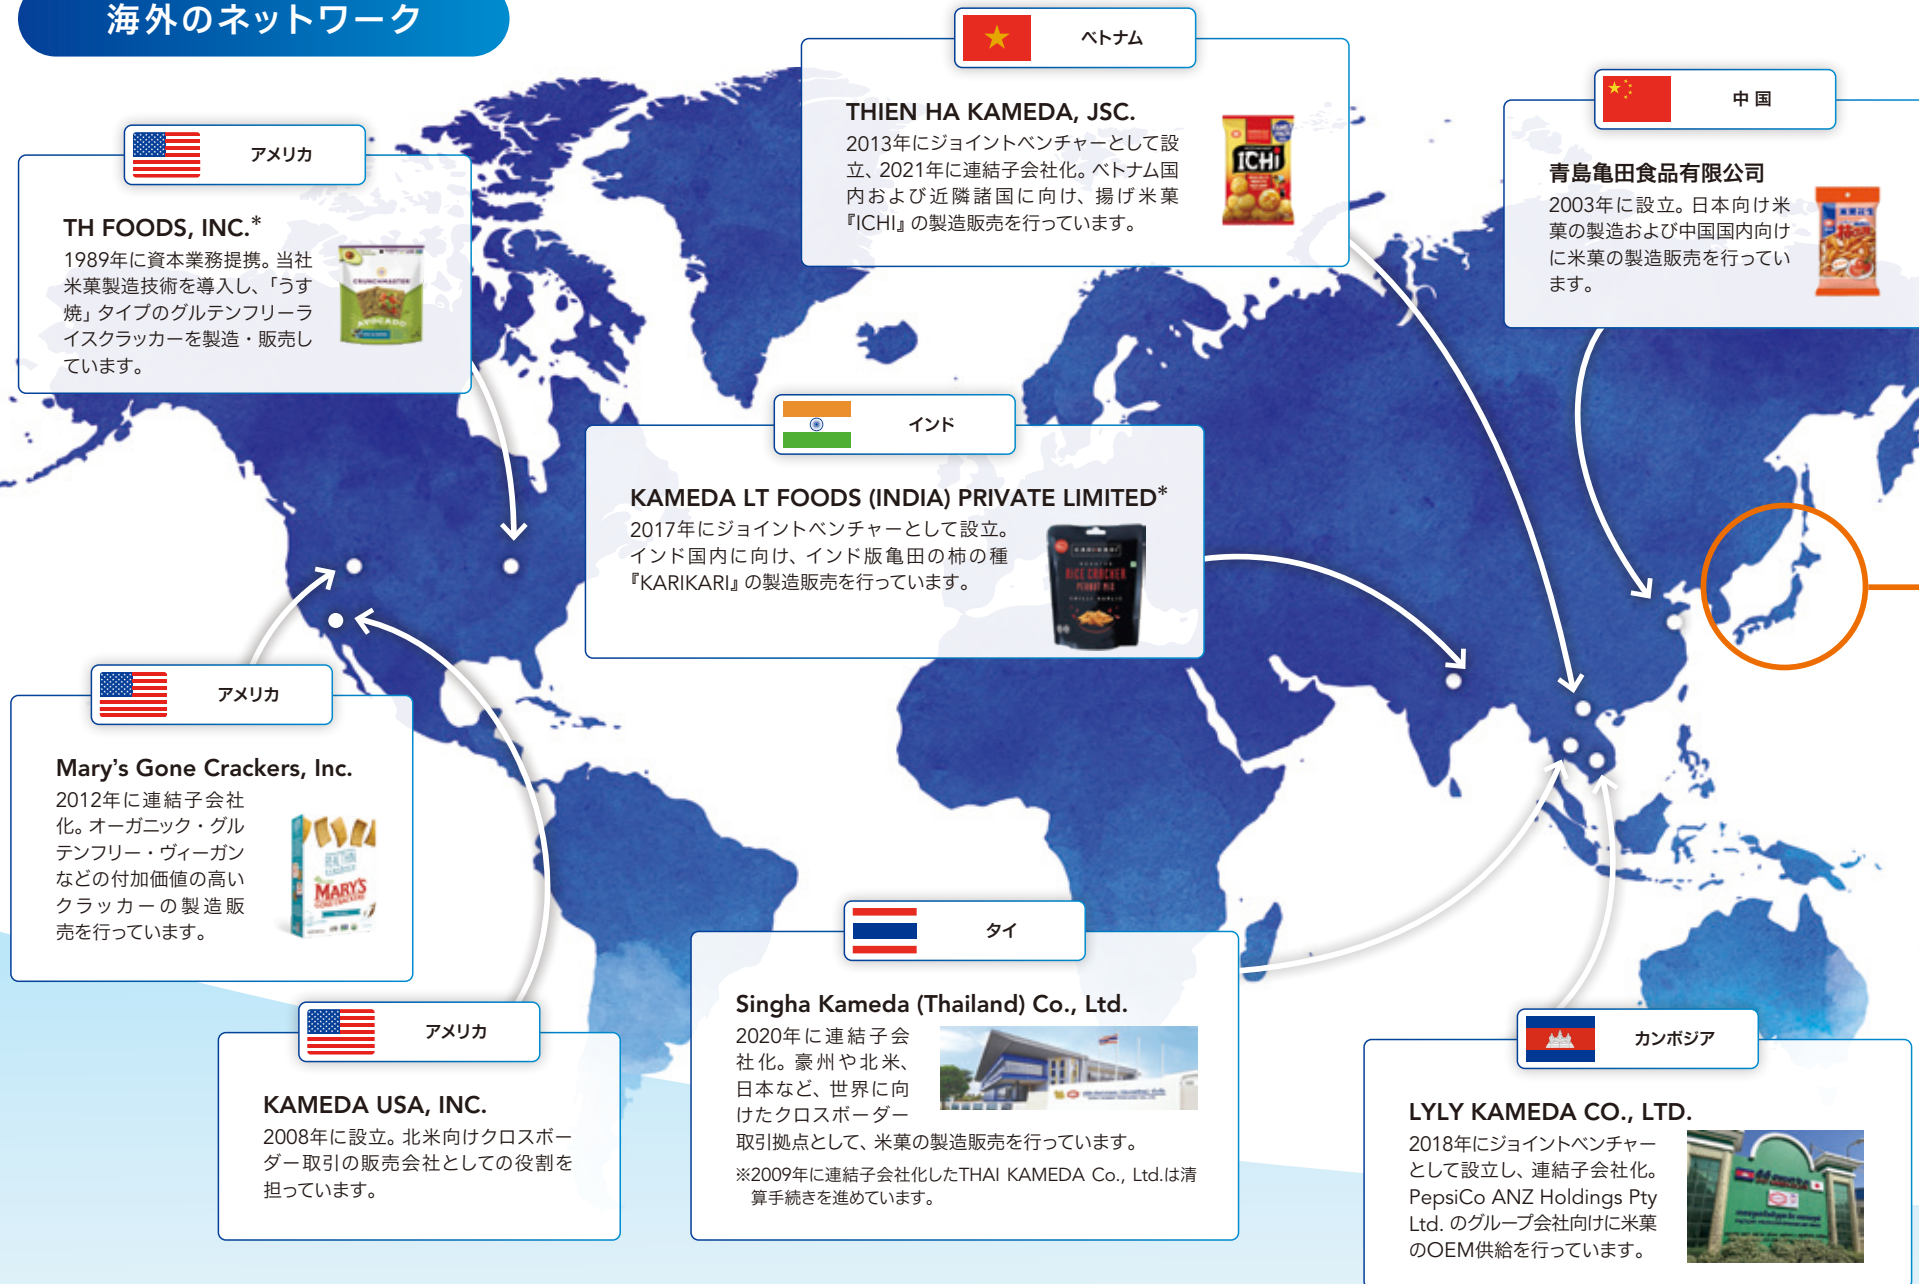 海外のネットワーク
アメリカ
TH FOODS, INC.*
1989年に資本業務提携。当社
米菓製造技術を導入し、「うす
焼」タイプのグルテンフリーラ
イスクラッカーを製造・販売し
ています。
CRUNCHMASTER
AVOCADO
ベトナム
THIEN HA KAMEDA, JSC.
2013年にジョイントベンチャーとして設
立、2021年に連結子会社化。ベトナム国
内および近隣諸国に向け、揚げ米菓
『ICHI』の製造販売を行っています。
ICHI
中国
青島亀田食品有限公司
2003年に設立。日本向け米
菓の製造および中国国内向け
に米菓の製造販売を行ってい
ます。
インド
KAMEDA LT FOODS (INDIA) PRIVATE LIMITED*
2017年にジョイントベンチャーとして設立。
インド国内に向け、インド版亀田の柿の種
『KARIKARI』の製造販売を行っています。
KARIKARI
RICE CRACKER
PEANUT MIX
CHILLI GARLIC
アメリカ
Mary's Gone Crackers, Inc.
2012年に連結子会社
化。オーガニック・グル
テンフリー・ヴィーガン
などの付加価値の高い
クラッカーの製造販
売を行っています。
REAL THIN
MARY'S
GONE CRACKERS
アメリカ
KAMEDA USA, INC.
2008年に設立。北米向けクロスボー
ダー取引の販売会社としての役割を
担っています。
タイ
Singha Kameda (Thailand) Co., Ltd.
2020年に連結子会
社化。豪州や北米、
日本など、世界に向
けたクロスボーダー
取引拠点として、米菓の製造販売を行っています。
※2009年に連結子会社化したTHAI KAMEDA Co., Ltd.は清
算手続きを進めています。
カンボジア
LYLY KAMEDA CO., LTD.
2018年にジョイントベンチャー
として設立し、連結子会社化。
PepsiCo ANZ Holdings Pty
Ltd. のグループ会社向けに米菓
のOEM供給を行っています。